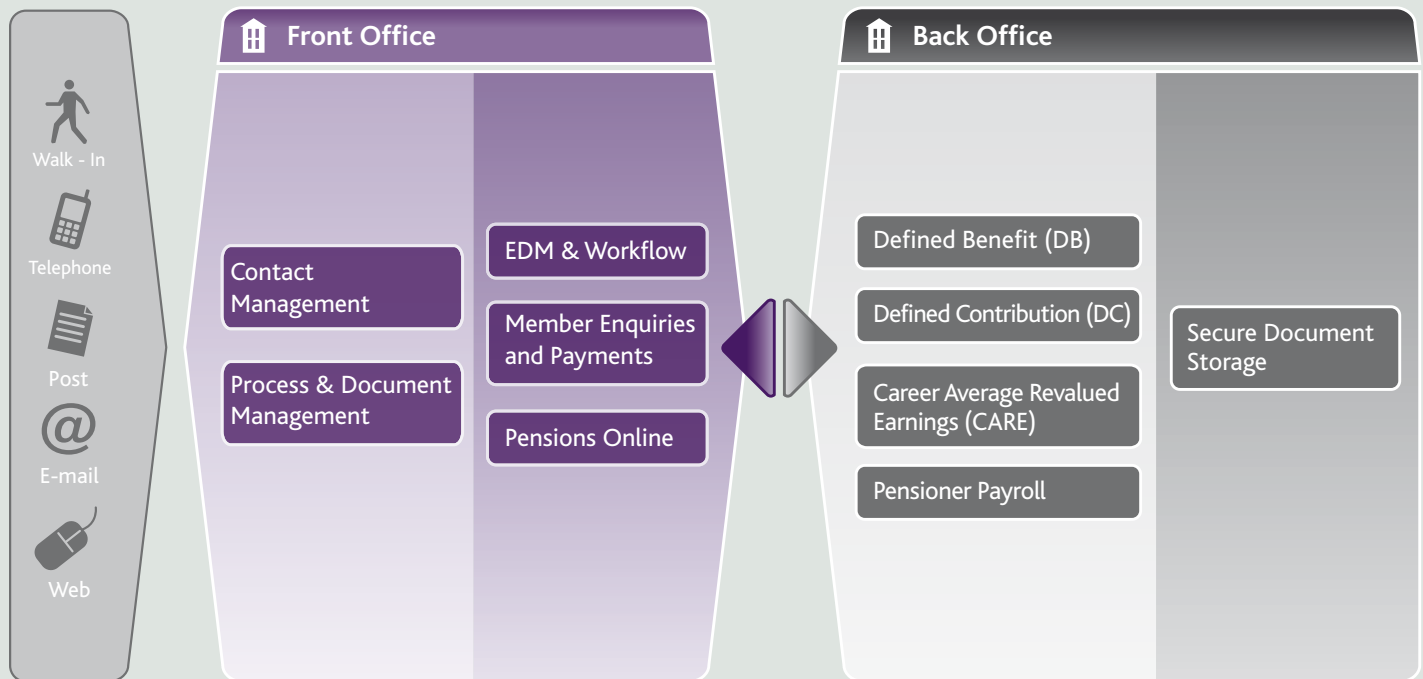 Walk - In
Telephone
Post
E-mail
Web
Front Office
Contact
Management
Process & Document
Management
EDM & Workflow
Member Enquiries
and Payments
Pensions Online
Back Office
Defined Benefit (DB)
Defined Contribution (DC)
Career Average Revalued
Earnings (CARE)
Pensioner Payroll
Secure Document
Storage